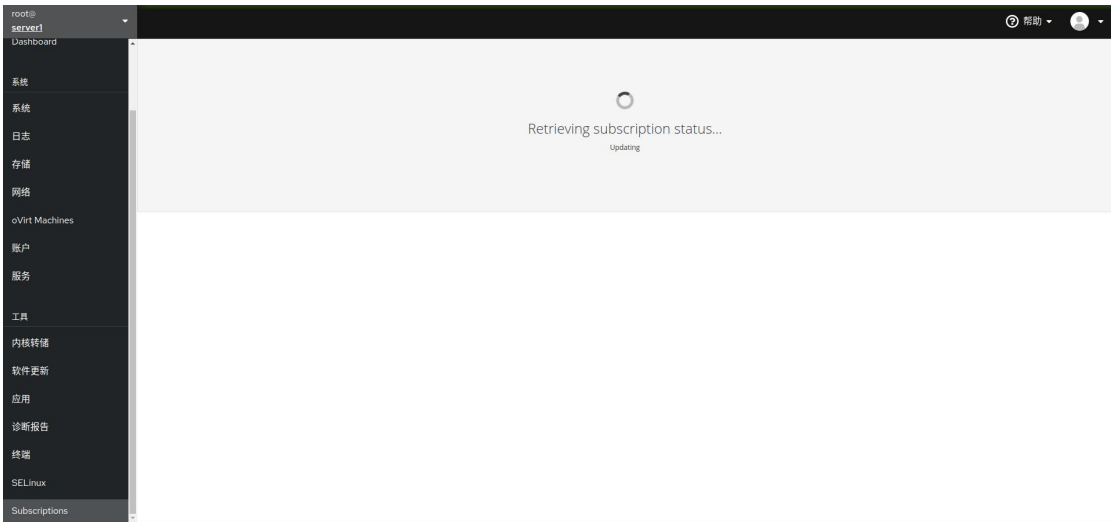 root@
server1
帮助
Dashboard
系统
系统
日志
存储
网络
oVirt Machines
账户
服务
工具
内核转储
软件更新
应用
诊断报告
终端
SELinux
Subscriptions
Retrieving subscription status...
Updating